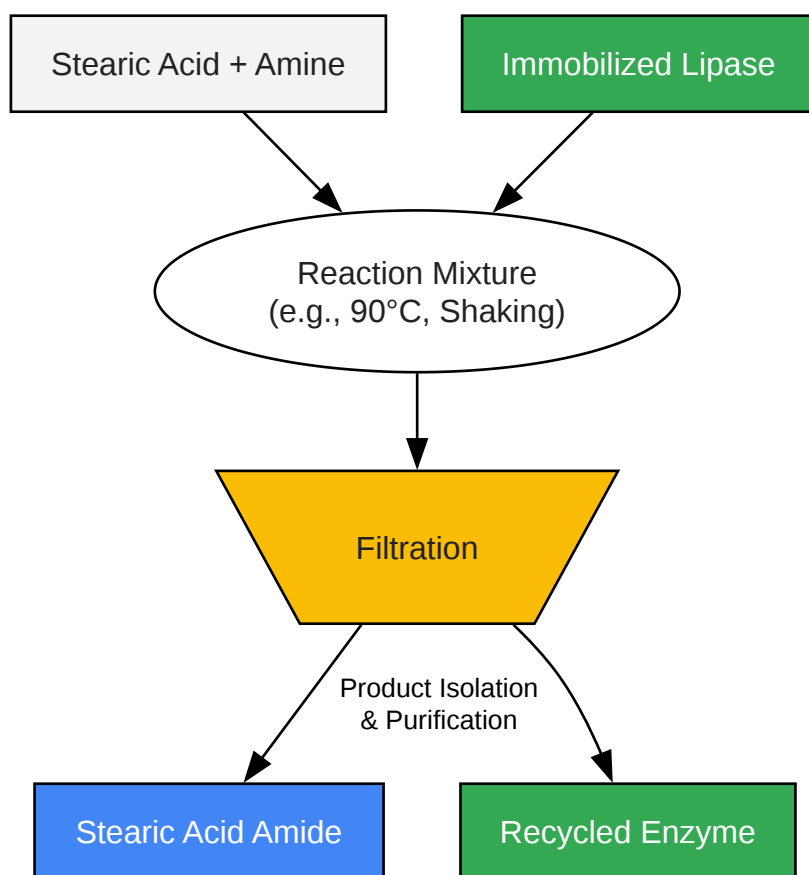 Stearic Acid + Amine
Immobilized Lipase
Reaction Mixture
(e.g., 90°C, Shaking)
Filtration
Product Isolation
& Purification
Stearic Acid Amide
Recycled Enzyme